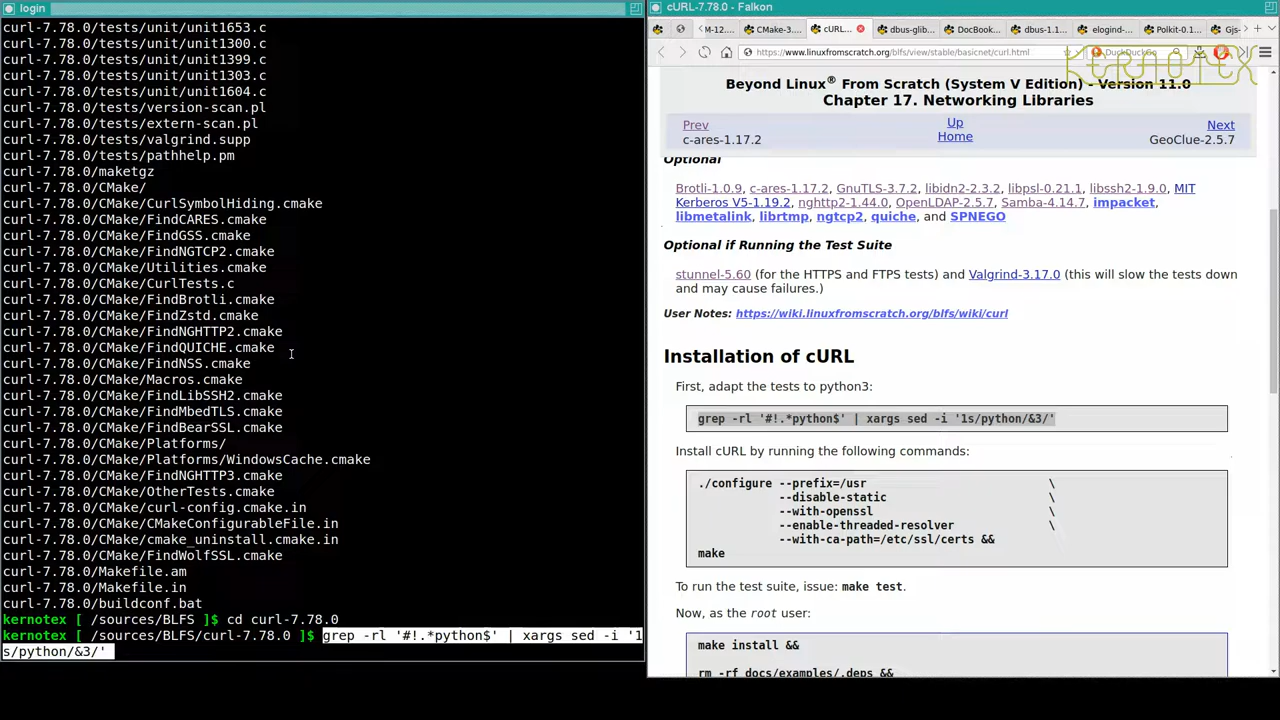 login
curl-7.78.0/tests/unit/unit1653.c
curl-7.78.0/tests/unit/unit1300.c
curl-7.78.0/tests/unit/unit1399.c
curl-7.78.0/tests/unit/unit1303.c
curl-7.78.0/tests/unit/unit1604.c
curl-7.78.0/tests/version-scan.pl
curl-7.78.0/tests/extern-scan.pl
curl-7.78.0/tests/valgrind.supp
curl-7.78.0/tests/pathhelp.pm
curl-7.78.0/maketgz
curl-7.78.0/CMake/
curl-7.78.0/CMake/CurlSymbolHiding.cmake
curl-7.78.0/CMake/FindCARES.cmake
curl-7.78.0/CMake/FindGSS.cmake
curl-7.78.0/CMake/FindNGTCP2.cmake
curl-7.78.0/CMake/Utilities.cmake
curl-7.78.0/CMake/CurlTests.c
curl-7.78.0/CMake/FindBrotli.cmake
curl-7.78.0/CMake/FindZstd.cmake
curl-7.78.0/CMake/FindNGHTTP2.cmake
curl-7.78.0/CMake/FindQUICHE.cmake
curl-7.78.0/CMake/FindNSS.cmake
curl-7.78.0/CMake/Macros.cmake
curl-7.78.0/CMake/FindLibSSH2.cmake
curl-7.78.0/CMake/FindMbedTLS.cmake
curl-7.78.0/CMake/FindBearSSL.cmake
curl-7.78.0/CMake/Platforms/
curl-7.78.0/CMake/Platforms/WindowsCache.cmake
curl-7.78.0/CMake/FindNGHTTP3.cmake
curl-7.78.0/CMake/OtherTests.cmake
curl-7.78.0/CMake/curl-config.cmake.in
curl-7.78.0/CMake/CMakeConfigurableFile.in
curl-7.78.0/CMake/cmake_uninstall.cmake.in
curl-7.78.0/CMake/FindWolfSSL.cmake
curl-7.78.0/Makefile.am
curl-7.78.0/Makefile.in
curl-7.78.0/buildconf.bat
kernotex [ /sources/BLFS ]$ cd curl-7.78.0
kernotex [ /sources/BLFS/curl-7.78.0 ]$ grep -rl '#!.*python$' | xargs sed -i '1
s/python/&3/'
cURL-7.78.0 - Falkon
M-12.... CMake-3.... cURL-... dbus-glib... DocBook... dbus-1.1... elogind-... Polkit-0.1... Gjs-
https://www.linuxfromscratch.org/blfs/view/stable/basicnet/curl.html DuckDuckGo
KERNOTEX
Beyond Linux® From Scratch (System V Edition) - Version 11.0
Chapter 17. Networking Libraries
Prev Up Next
c-ares-1.17.2 Home GeoClue-2.5.7
Optional
Brotli-1.0.9, c-ares-1.17.2, GnuTLS-3.7.2, libidn2-2.3.2, libpsl-0.21.1, libssh2-1.9.0, MIT
Kerberos V5-1.19.2, nghttp2-1.44.0, OpenLDAP-2.5.7, Samba-4.14.7, impacket,
libmetalink, librtmp, ngtcp2, quiche, and SPNEGO
Optional if Running the Test Suite
stunnel-5.60 (for the HTTPS and FTPS tests) and Valgrind-3.17.0 (this will slow the tests down
and may cause failures.)
User Notes: https://wiki.linuxfromscratch.org/blfs/wiki/curl
Installation of cURL
First, adapt the tests to python3:
grep -rl '#!.*python$' | xargs sed -i '1s/python/&3/'
Install cURL by running the following commands:
./configure --prefix=/usr \
--disable-static \
--with-openssl \
--enable-threaded-resolver \
--with-ca-path=/etc/ssl/certs &&
make
To run the test suite, issue: make test.
Now, as the root user:
make install &&
rm -rf docs/examples/.deps &&